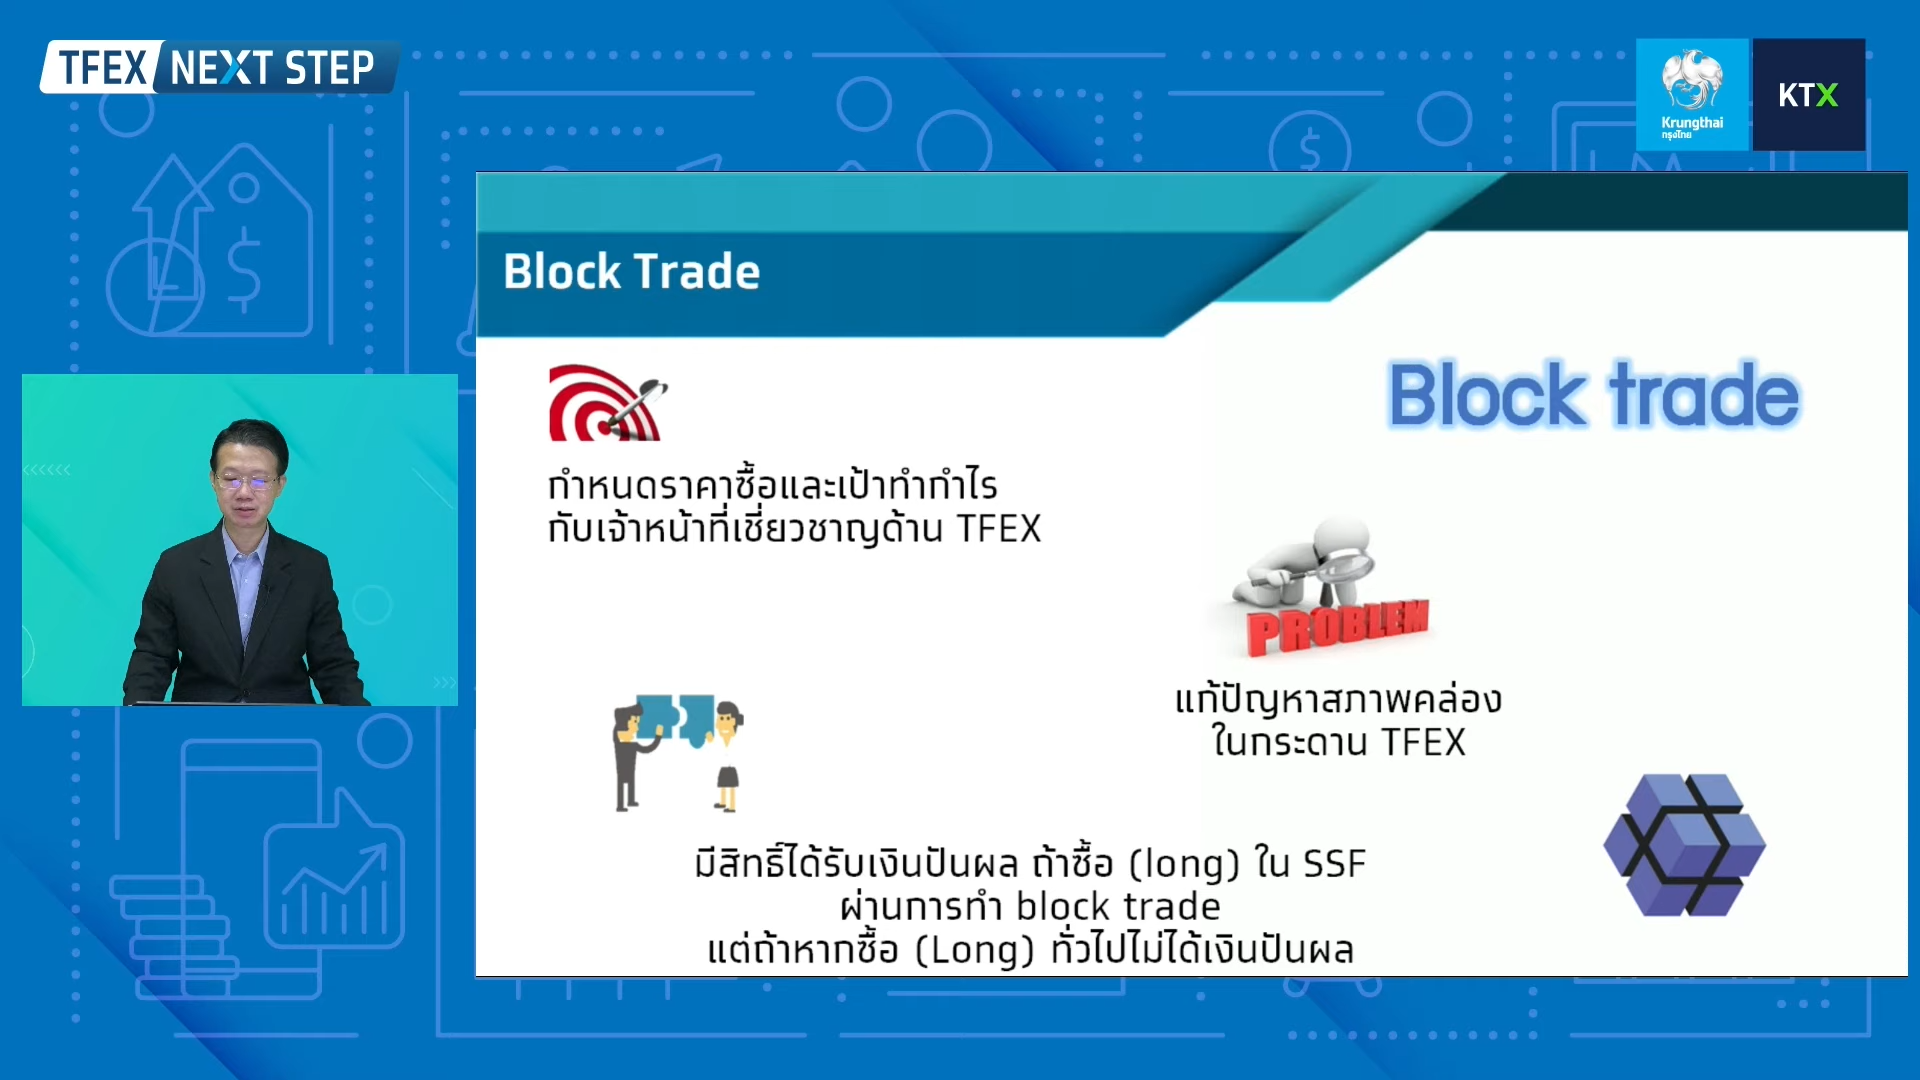 TFEX NEXT STEP
Krungthai
กรุงไทย
KTX
Block Trade
Block trade
กำหนดราคาซื้อและเป้าทำกำไร
กับเจ้าหน้าที่เชี่ยวชาญด้าน TFEX
PROBLEM
แก้ปัญหาสภาพคล่อง
ในกระดาน TFEX
มีสิทธิ์ได้รับเงินปันผล ถ้าซื้อ (long) ใน SSF
ผ่านการทำ block trade
แต่ถ้าหากซื้อ (Long) ทั่วไปไม่ได้เงินปันผล